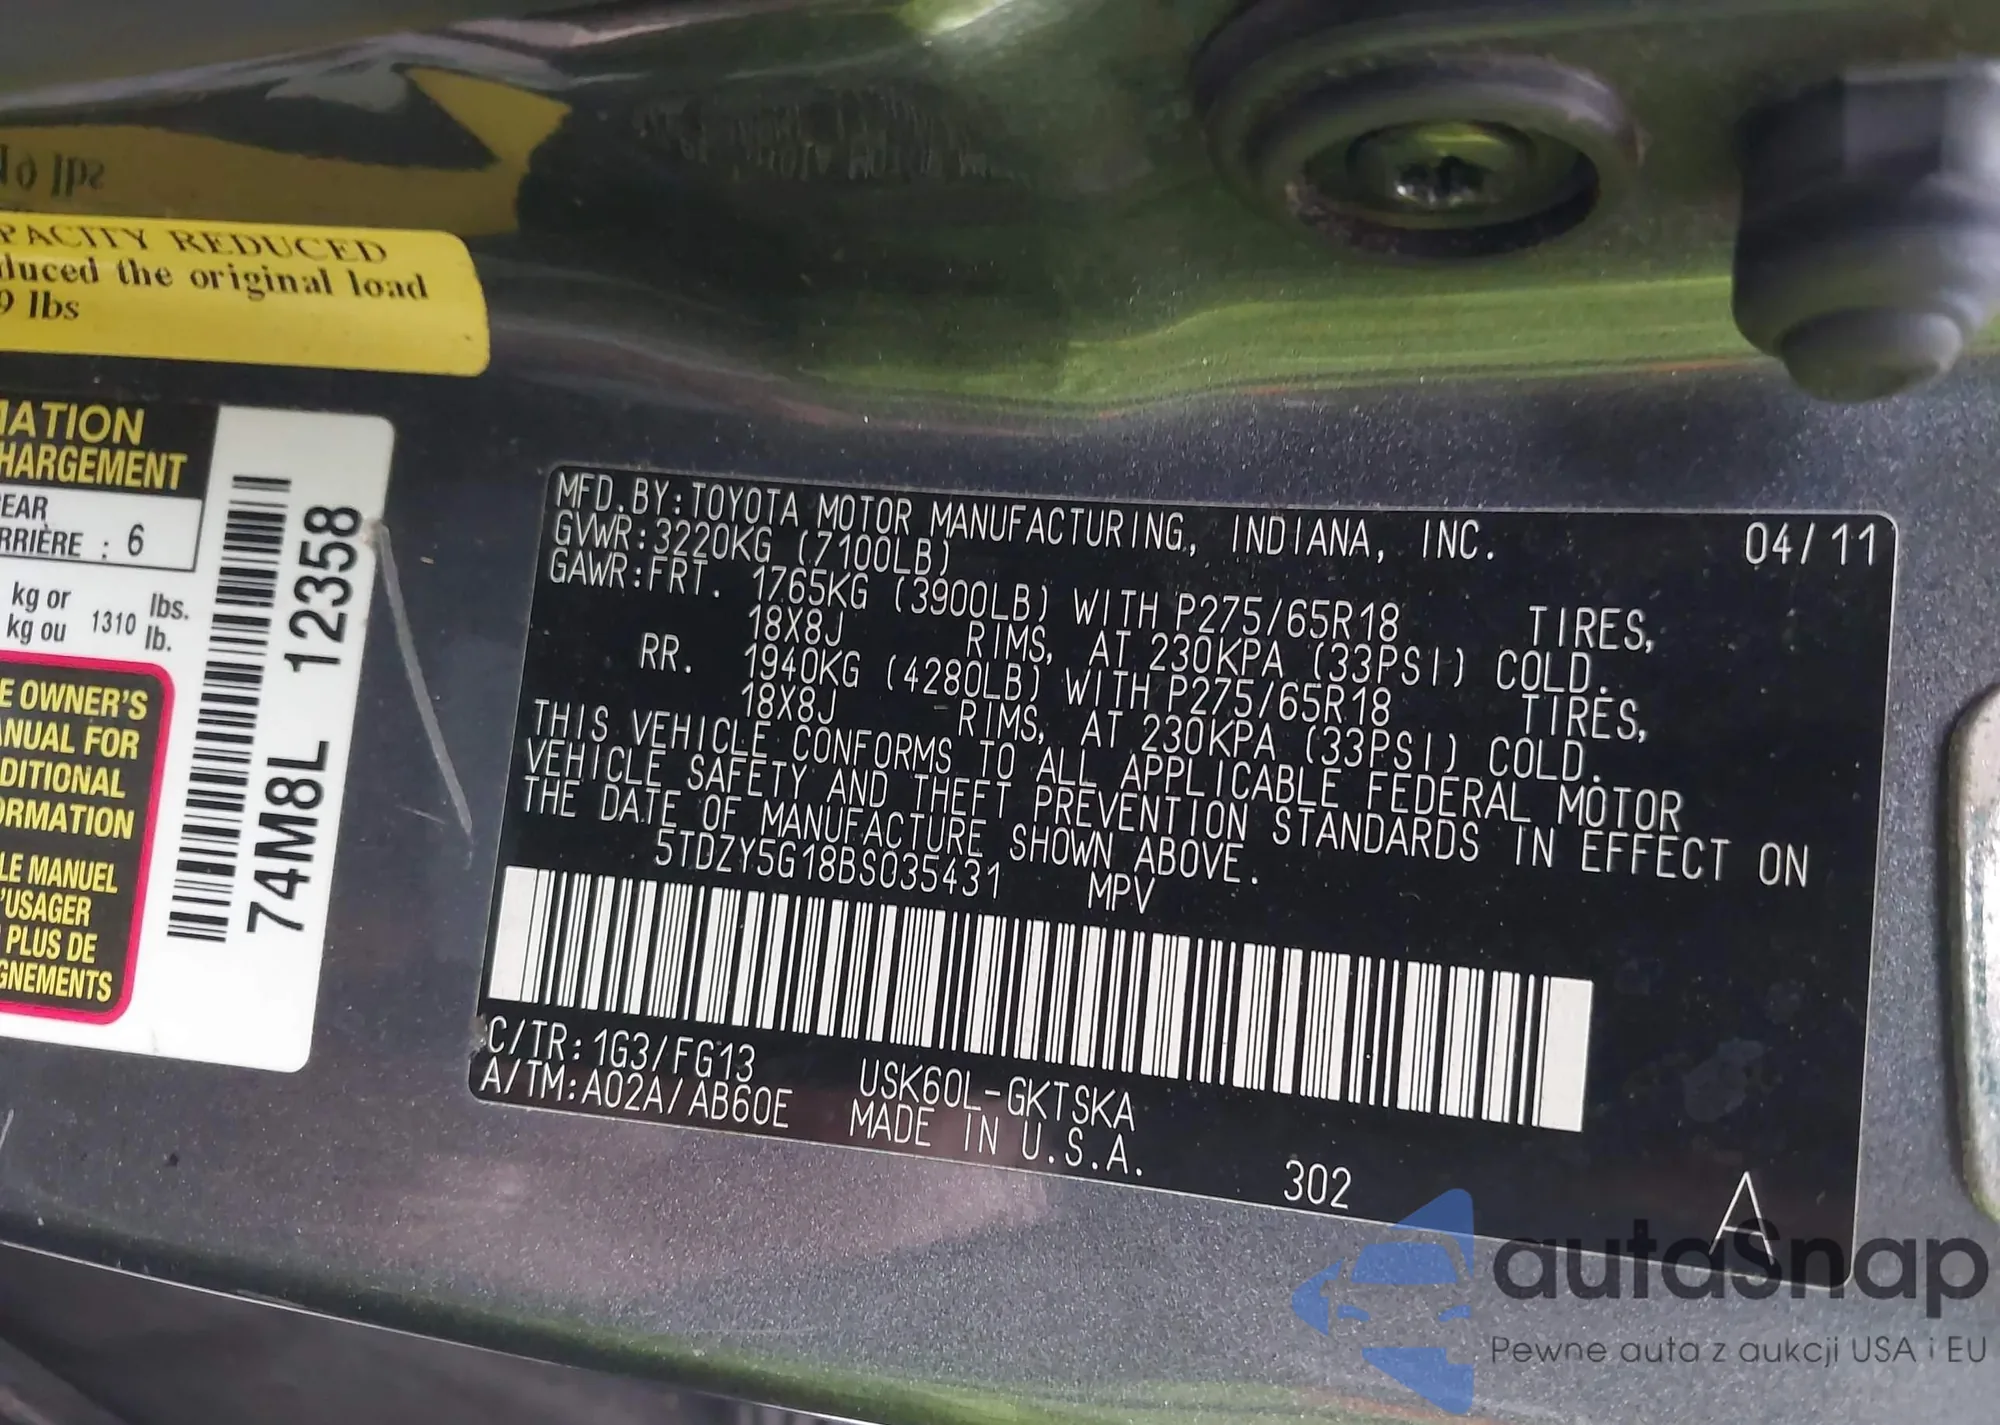 PACITY REDUCED
duced the original load
9 lbs
MATION
HARGEMENT
REAR
RRIÈRE : 6
kg or 1310 lbs.
kg ou lb.
E OWNER'S
ANUAL FOR
DITIONAL
ORMATION
LE MANUEL
'USAGER
PLUS DE
GNEMENTS
74M8L 12358
MFD.BY:TOYOTA MOTOR MANUFACTURING, INDIANA, INC. 04/11
GVWR:3220KG (7100LB)
GAWR:FRT. 1765KG (3900LB) WITH P275/65R18 TIRES,
18X8J RIMS, AT 230KPA (33PSI) COLD.
RR. 1940KG (4280LB) WITH P275/65R18 TIRES,
18X8J RIMS, AT 230KPA (33PSI) COLD.
THIS VEHICLE CONFORMS TO ALL APPLICABLE FEDERAL MOTOR
VEHICLE SAFETY AND THEFT PREVENTION STANDARDS IN EFFECT ON
THE DATE OF MANUFACTURE SHOWN ABOVE.
5TDZY5G18BS035431 MPV
C/TR:1G3/FG13 USK60L-GKTSKA
A/TM:A02A/AB60E MADE IN U.S.A.
302
A
autaSnap
Pewne auta z aukcji USA i EU